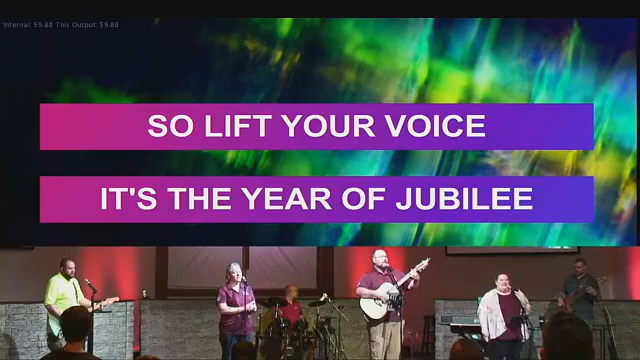 Internal: 59.88 This Output: 59.88
SO LIFT YOUR VOICE
IT'S THE YEAR OF JUBILEE